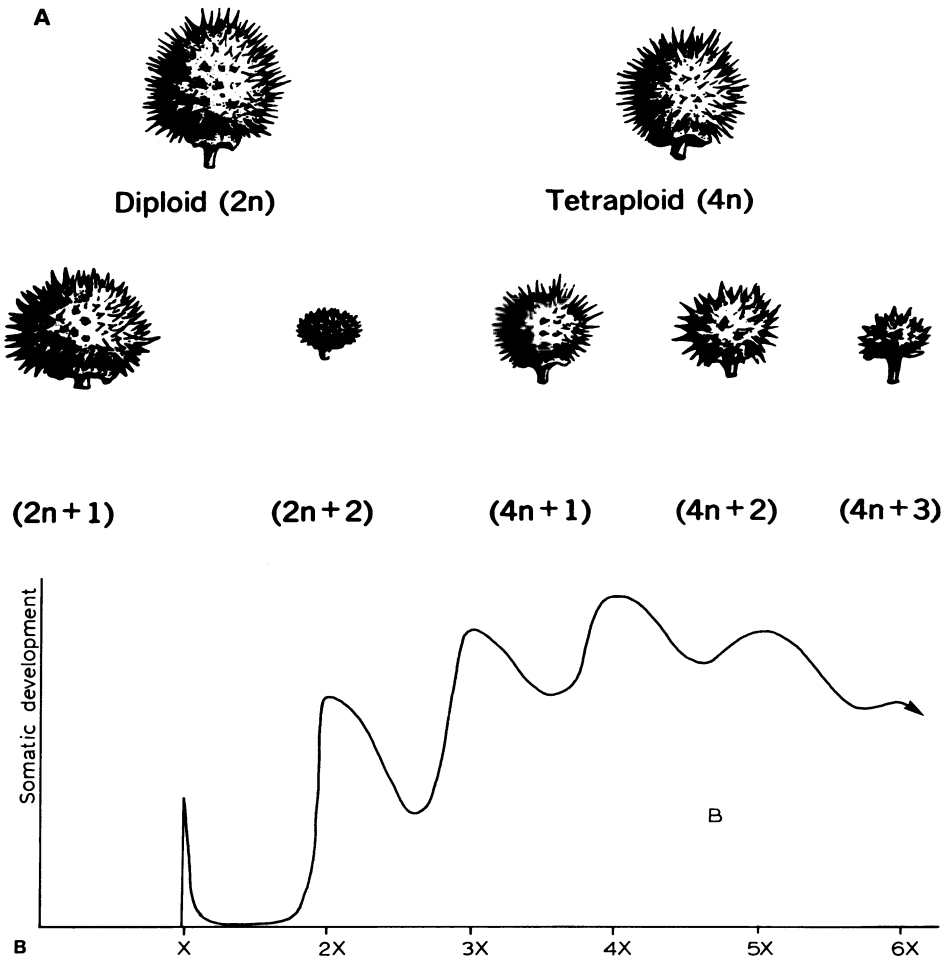 A
Diploid (2n)
Tetraploid (4n)
(2n+1)
(2n+2)
(4n+1)
(4n+2)
(4n+3)
Somatic development
B
B
X
2X
3X
4X
5X
6X